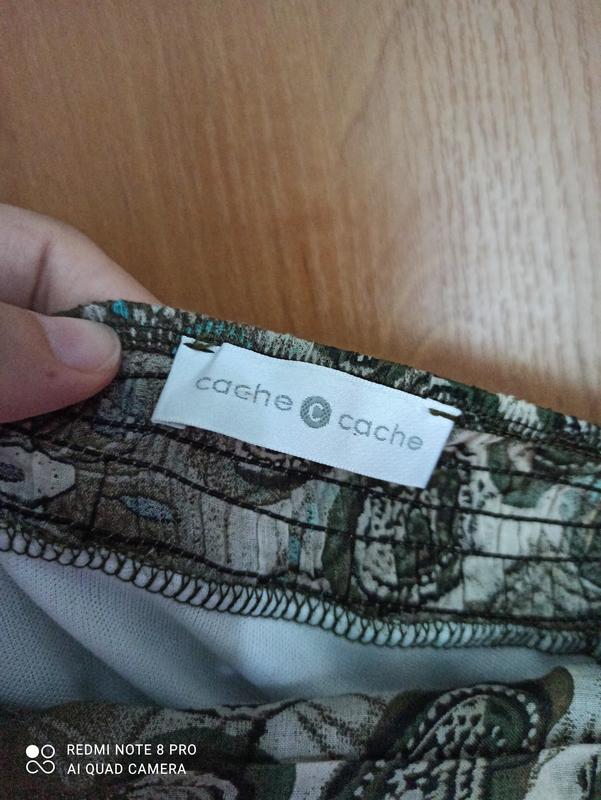 cache C cache
REDMI NOTE 8 PRO
AI QUAD CAMERA